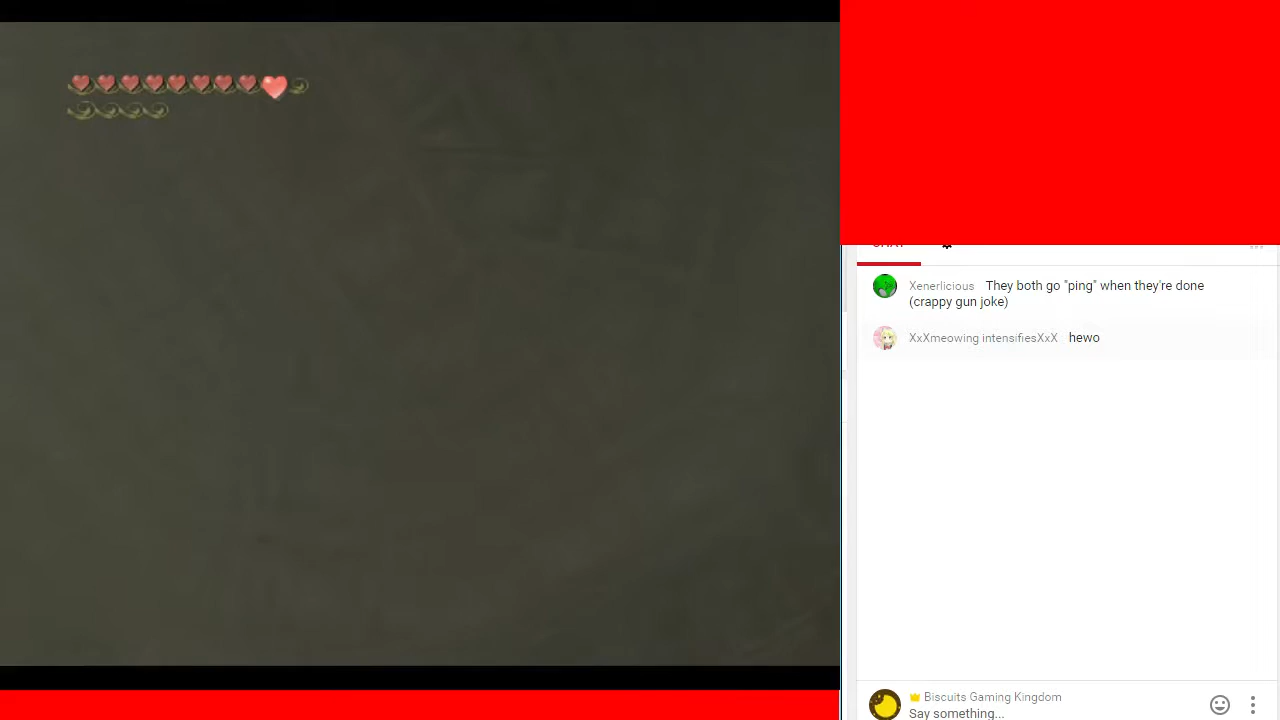 Xenerlicious They both go "ping" when they're done
(crappy gun joke)
XxXmeowing intensifiesXxX hewo
Biscuits Gaming Kingdom
Say something...